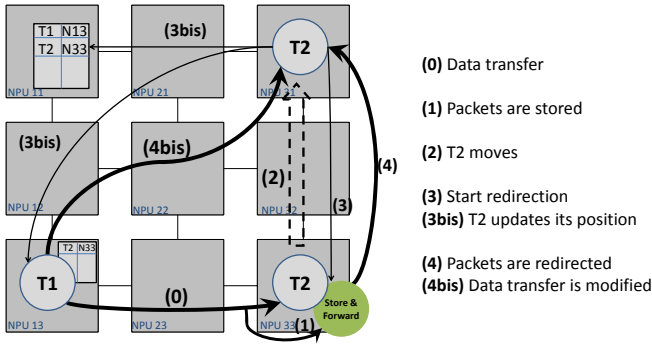 T1 N13
T2 N33
(3bis)
T2
NPU 11
NPU 21
NPU 31
(3bis)
(4bis)
(2)
(3)
(4)
NPU 12
NPU 22
NPU 32
T2 N33
T1
(0)
T2
Store &
Forward
(1)
NPU 13
NPU 23
NPU 33
(0) Data transfer
(1) Packets are stored
(2) T2 moves
(3) Start redirection
(3bis) T2 updates its position
(4) Packets are redirected
(4bis) Data transfer is modified